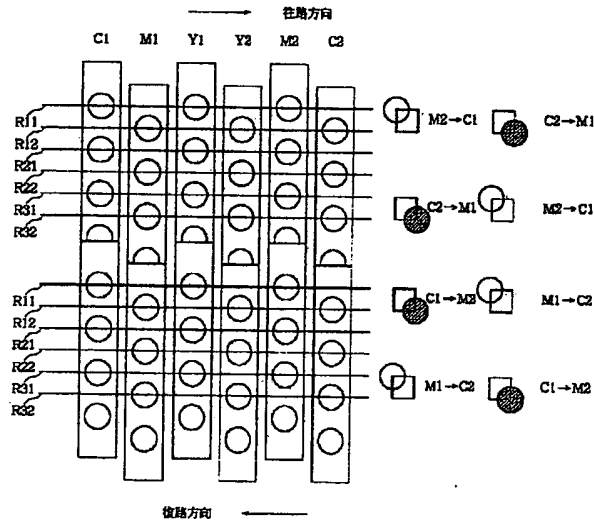 往路方向
C1 M1 Y1 Y2 M2 C2
R11
R12
R21
R22
R31
R32
M2→C1 C2→M1
C2→M1 M2→C1
R11
R12
R21
R22
R31
R32
C1→M2 M1→C2
M1→C2 C1→M2
復路方向